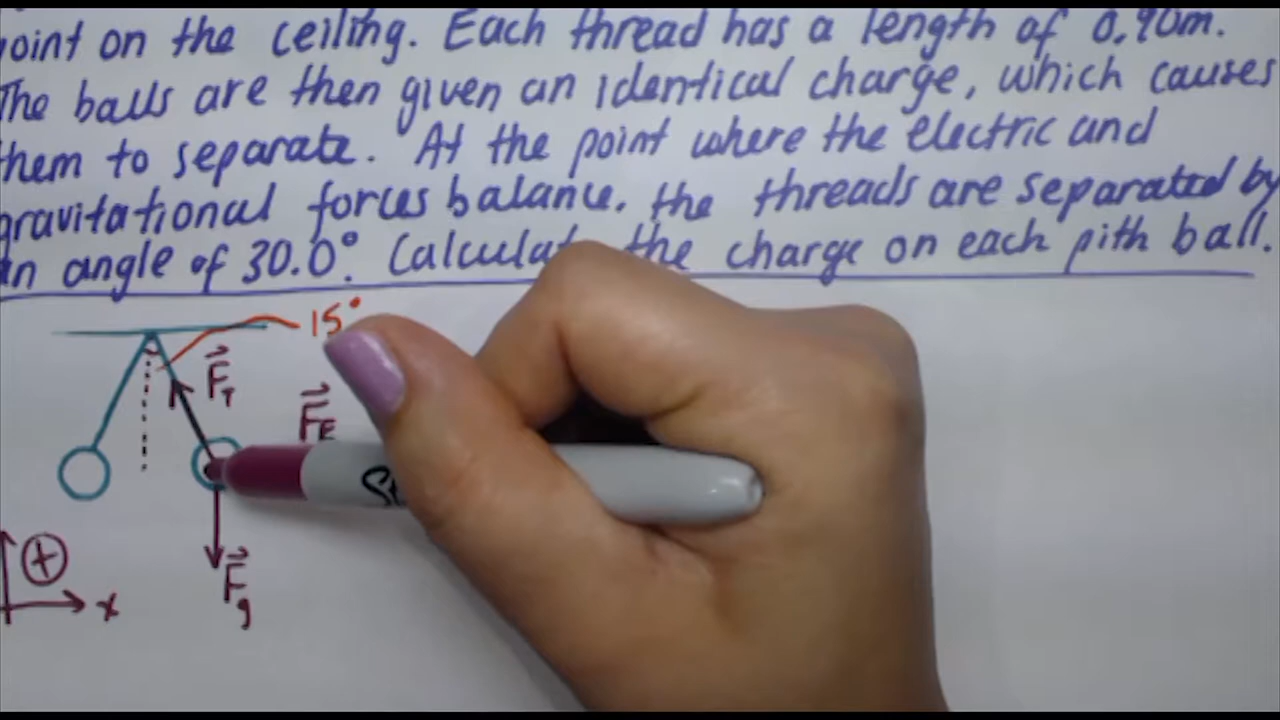 point on the ceiling. Each thread has a length of 0.90m.
The balls are then given an identical charge, which causes
them to separate. At the point where the electric and
gravitational forces balance, the threads are separated by
an angle of 30.0°. Calculate the charge on each pith ball.
15°
F_T
F_E
F_g
+
x